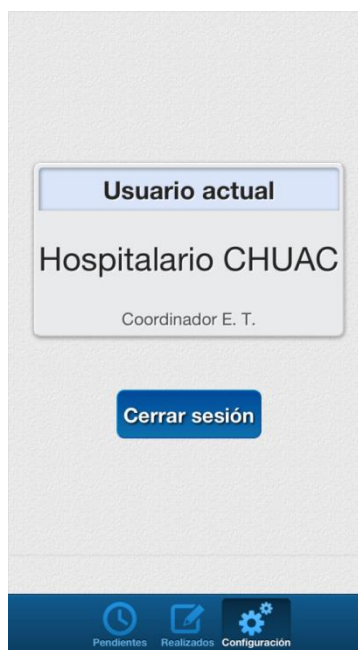 Usuario actual
Hospitalario CHUAC
Coordinador E. T.
Cerrar sesión
Pendientes Realizados Configuración